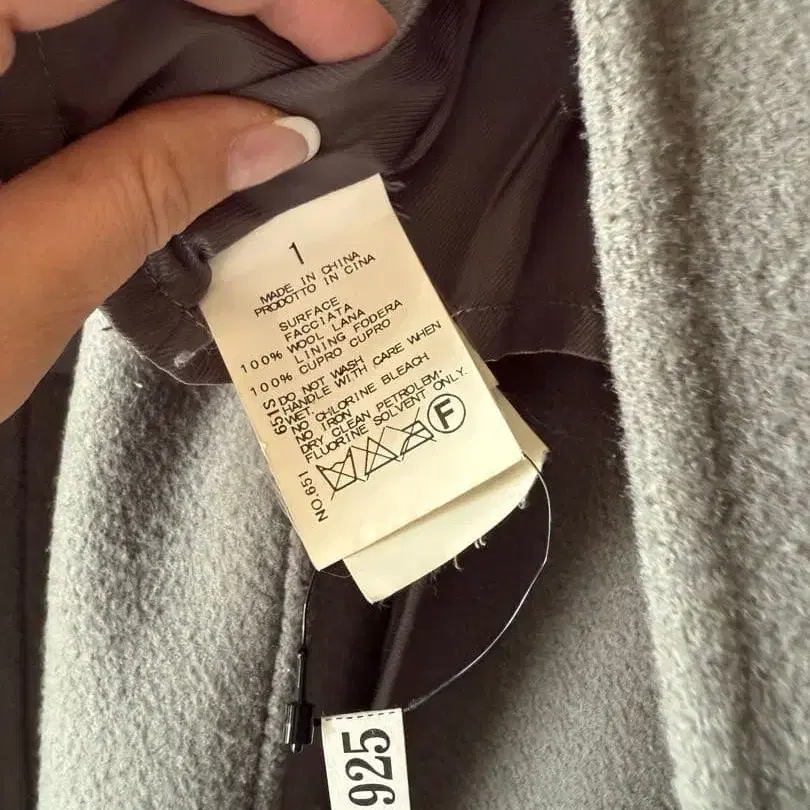 1
MADE IN CHINA
PRODOTTO IN CINA
SURFACE
FACCIATA
100% WOOL LANA
LINING FODERA
100% CUPRO CUPRO
DO NOT WASH
HANDLE WITH CARE WHEN
WET.
NO CHLORINE BLEACH
NO IRON
DRY CLEAN PETROLEM.
FLUORINE SOLVENT ONLY.
F
NO.651
925